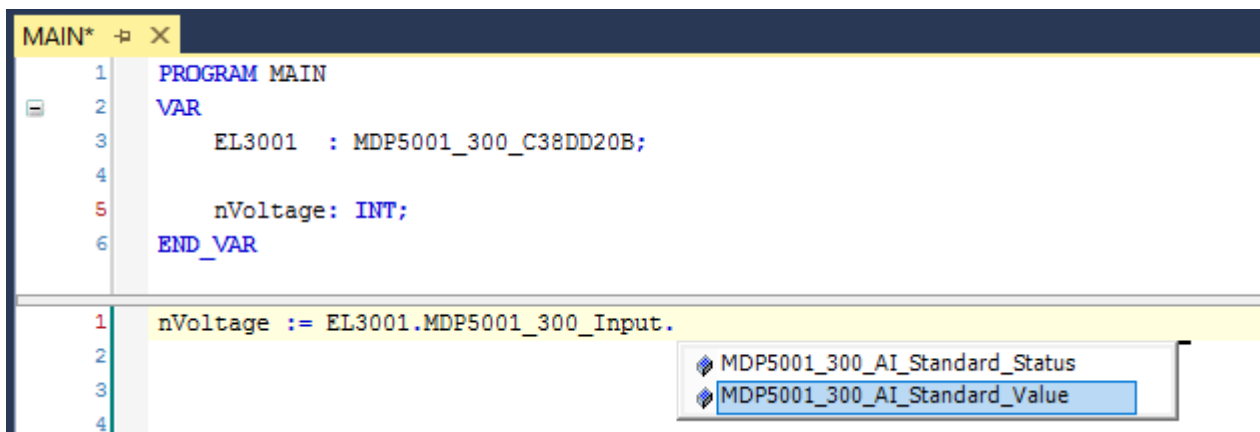 MAIN*
1 PROGRAM MAIN
2 VAR
3 EL3001 : MDP5001_300_C38DD20B;
4
5 nVoltage: INT;
6 END_VAR
1 nVoltage := EL3001.MDP5001_300_Input.
2 MDP5001_300_AI_Standard_Status
3 MDP5001_300_AI_Standard_Value
4